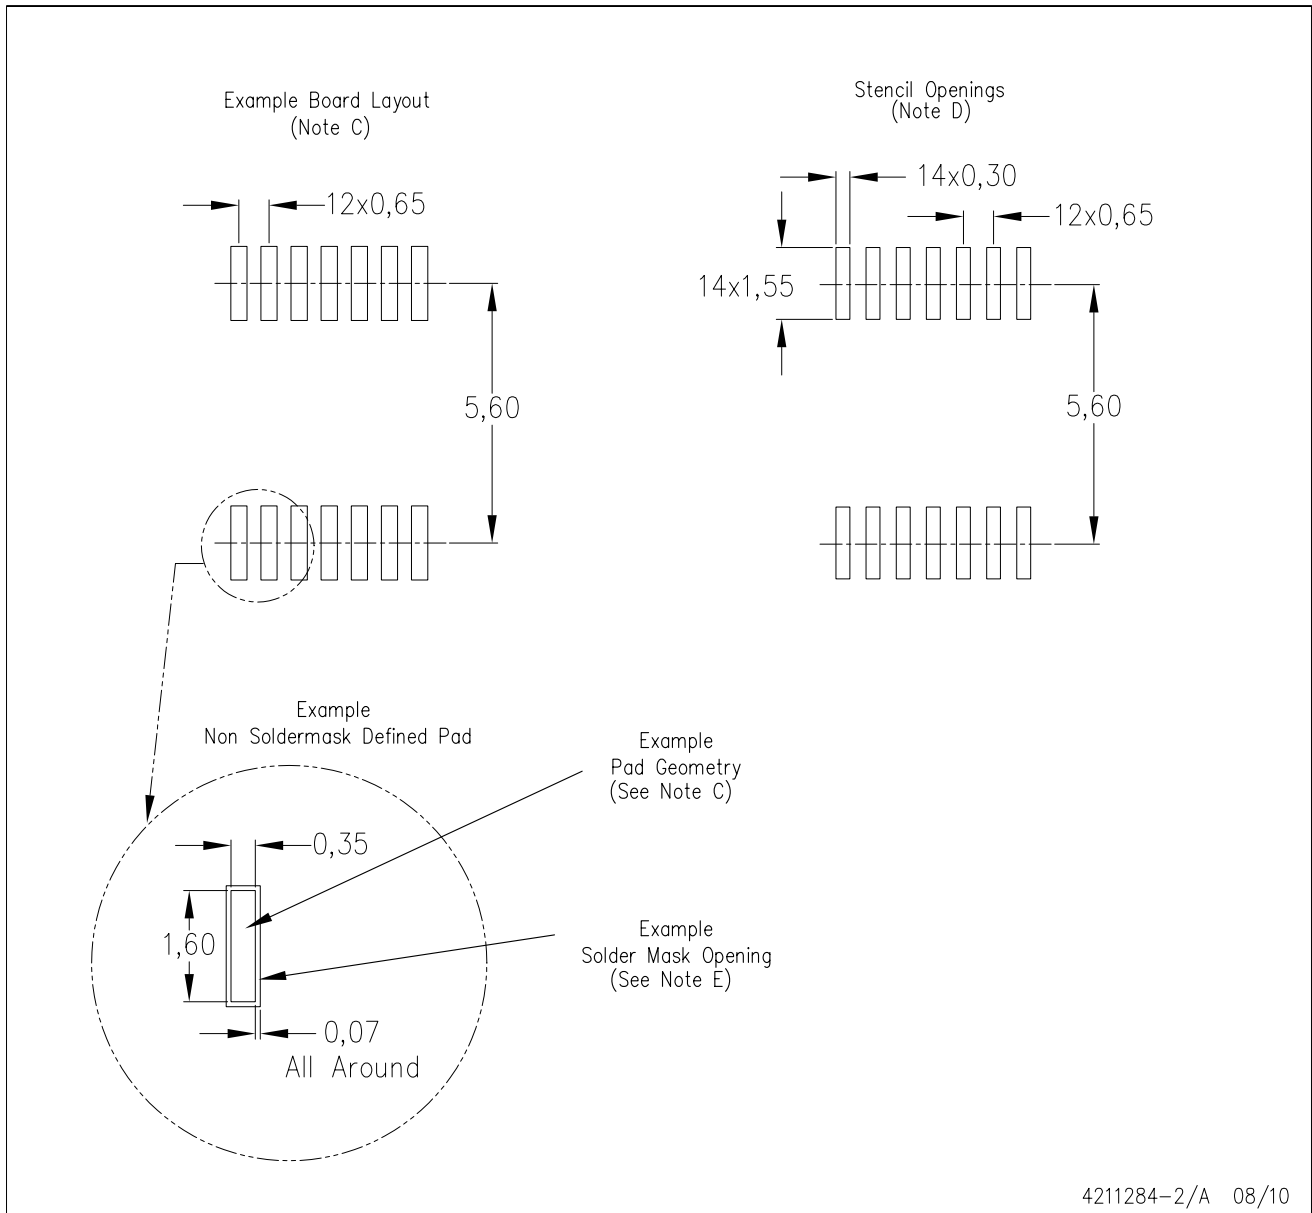 Example Board Layout
(Note C)
Stencil Openings
(Note D)
12x0,65
14x0,30
12x0,65
14x1,55
5,60
5,60
Example
Non Soldermask Defined Pad
Example
Pad Geometry
(See Note C)
0,35
1,60
Example
Solder Mask Opening
(See Note E)
0,07
All Around
4211284-2/A 08/10